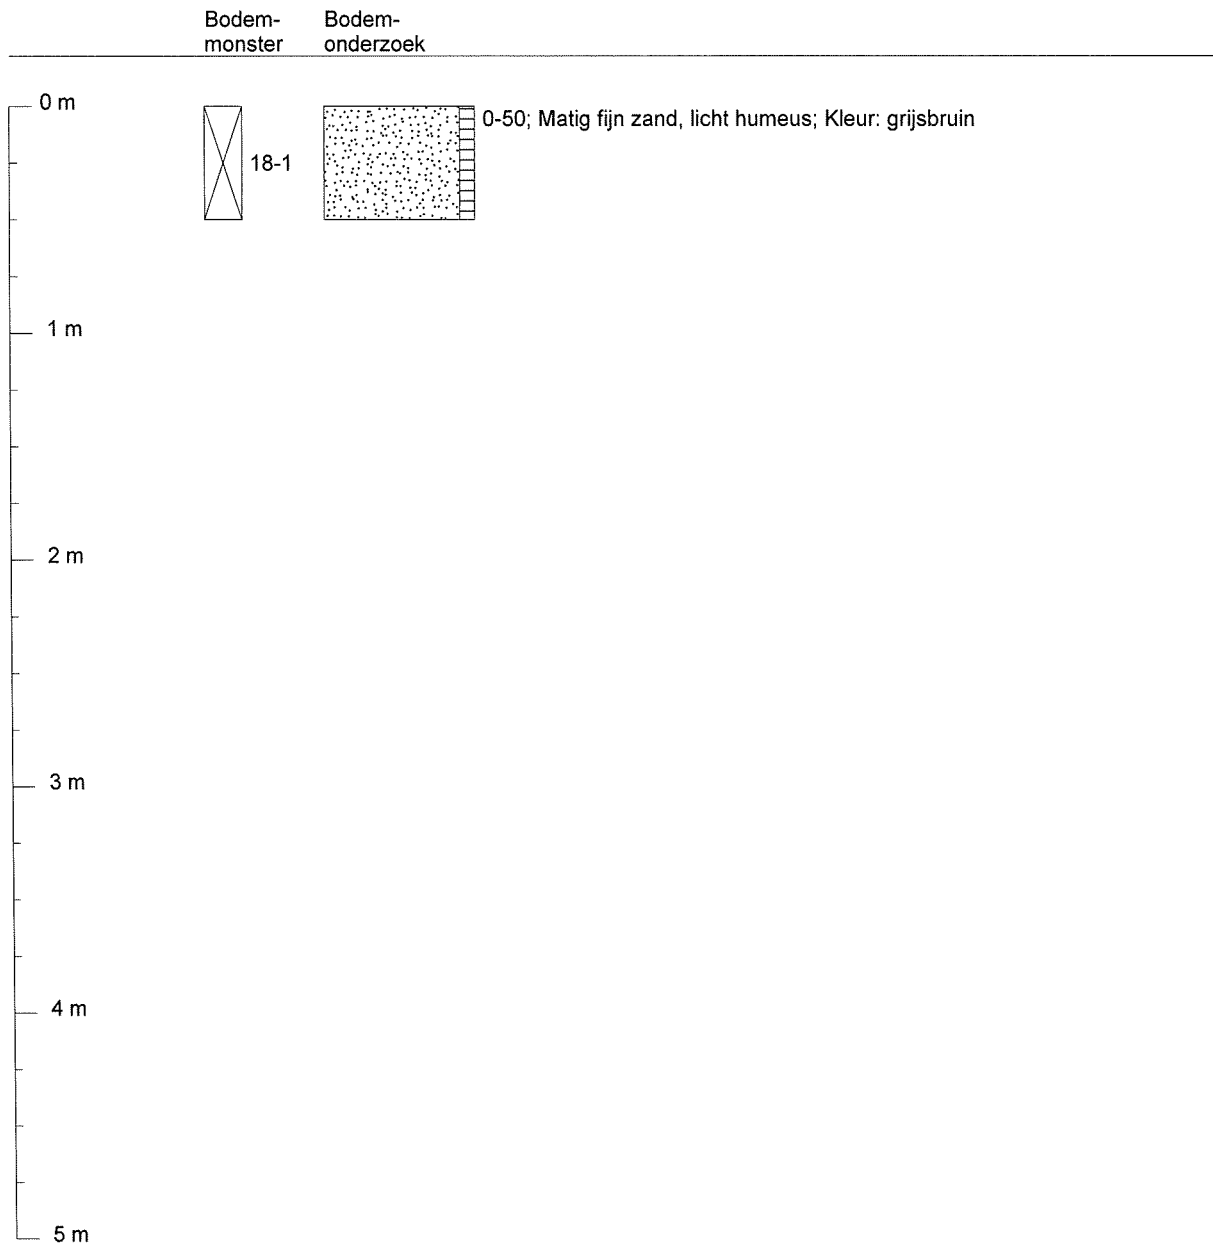 Bodem-
monster
Bodem-
onderzoek
0 m
0-50; Matig fijn zand, licht humeus; Kleur: grijsbruin
18-1
1 m
2 m
3 m
4 m
5 m